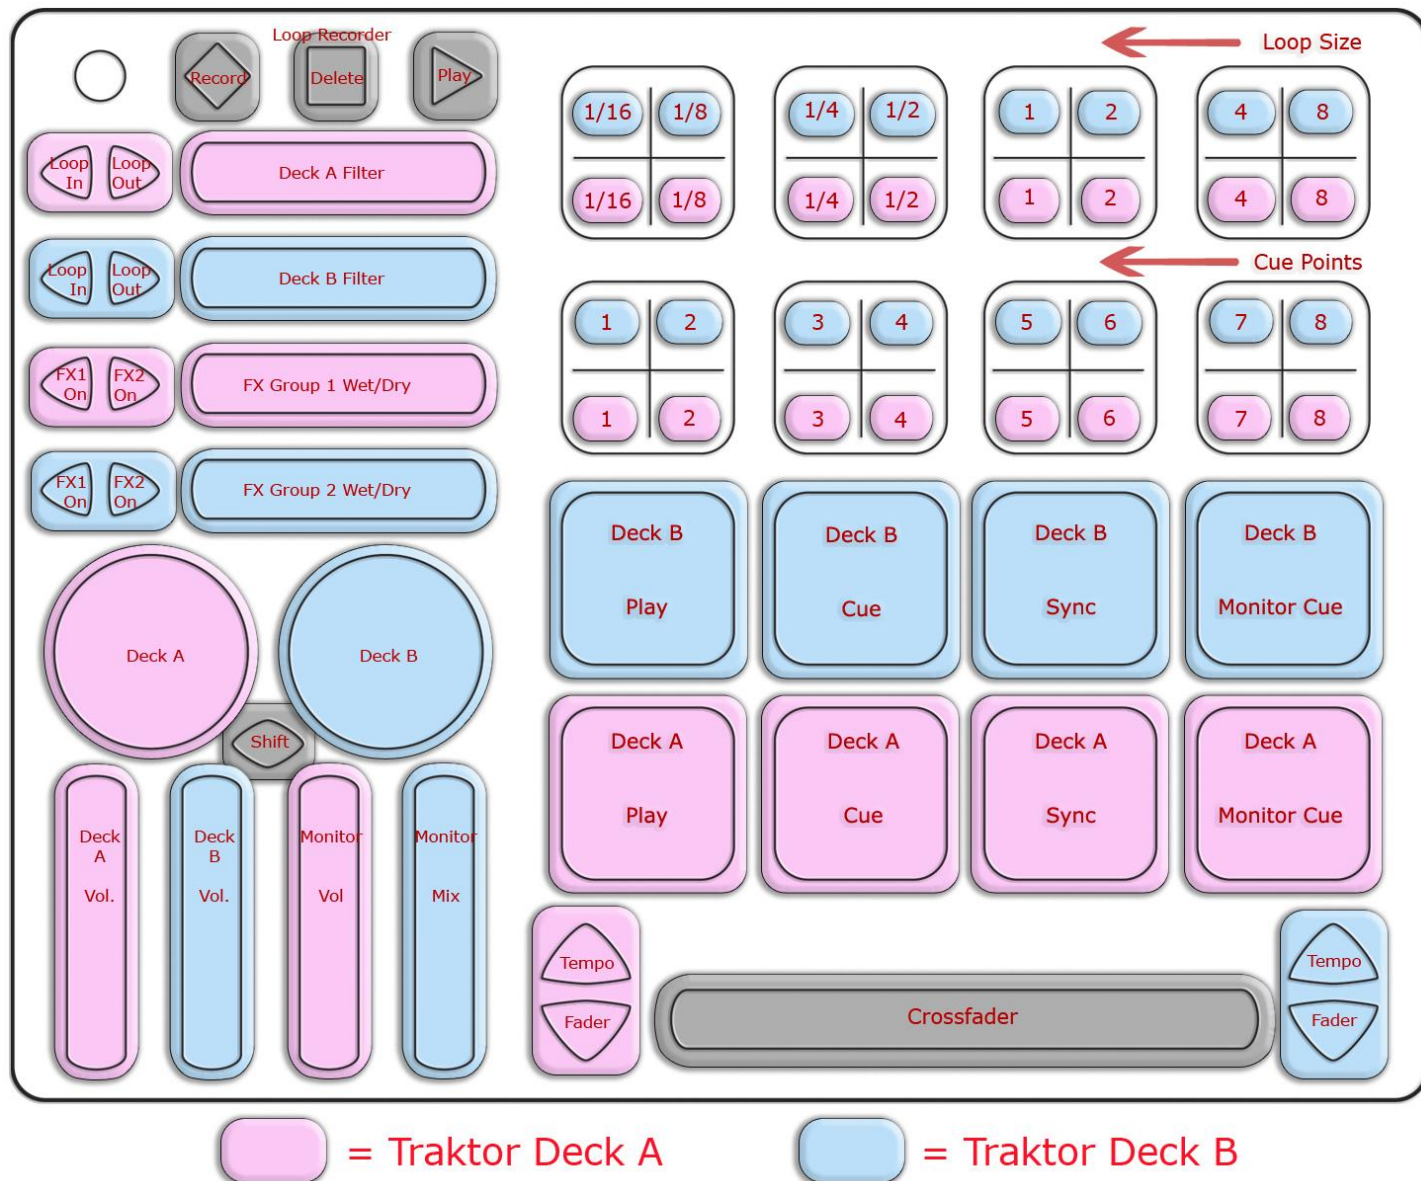 Loop Recorder
Record
Delete
Play
Loop Size
1/16 1/8 1/4 1/2 1 2 4 8
1/16 1/8 1/4 1/2 1 2 4 8
Loop
In
Loop
Out
Deck A Filter
Cue Points
Loop
In
Loop
Out
Deck B Filter
1 2 3 4 5 6 7 8
1 2 3 4 5 6 7 8
FX1
On
FX2
On
FX Group 1 Wet/Dry
FX1
On
FX2
On
FX Group 2 Wet/Dry
Deck B
Play
Deck B
Cue
Deck B
Sync
Deck B
Monitor Cue
Deck A
Deck B
Shift
Deck A
Play
Deck A
Cue
Deck A
Sync
Deck A
Monitor Cue
Deck
A
Vol.
Deck
B
Vol.
Monitor
Vol
Monitor
Mix
Tempo
Fader
Crossfader
Tempo
Fader
= Traktor Deck A
= Traktor Deck B